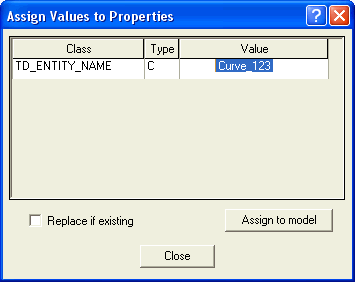 Assign Values to Properties
Class Type Value
TD_ENTITY_NAME C Curve_123
Replace if existing Assign to model
Close